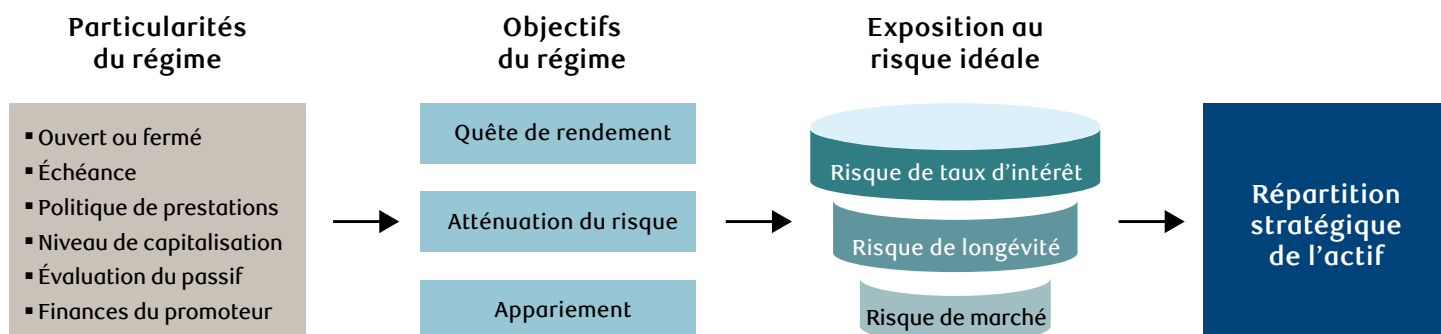 Particularités
du régime
▪ Ouvert ou fermé
▪ Échéance
▪ Politique de prestations
▪ Niveau de capitalisation
▪ Évaluation du passif
▪ Finances du promoteur
Objectifs
du régime
Quête de rendement
Atténuation du risque
Appariement
Exposition au
risque idéale
Risque de taux d’intérêt
Risque de longévité
Risque de marché
Répartition
stratégique
de l’actif